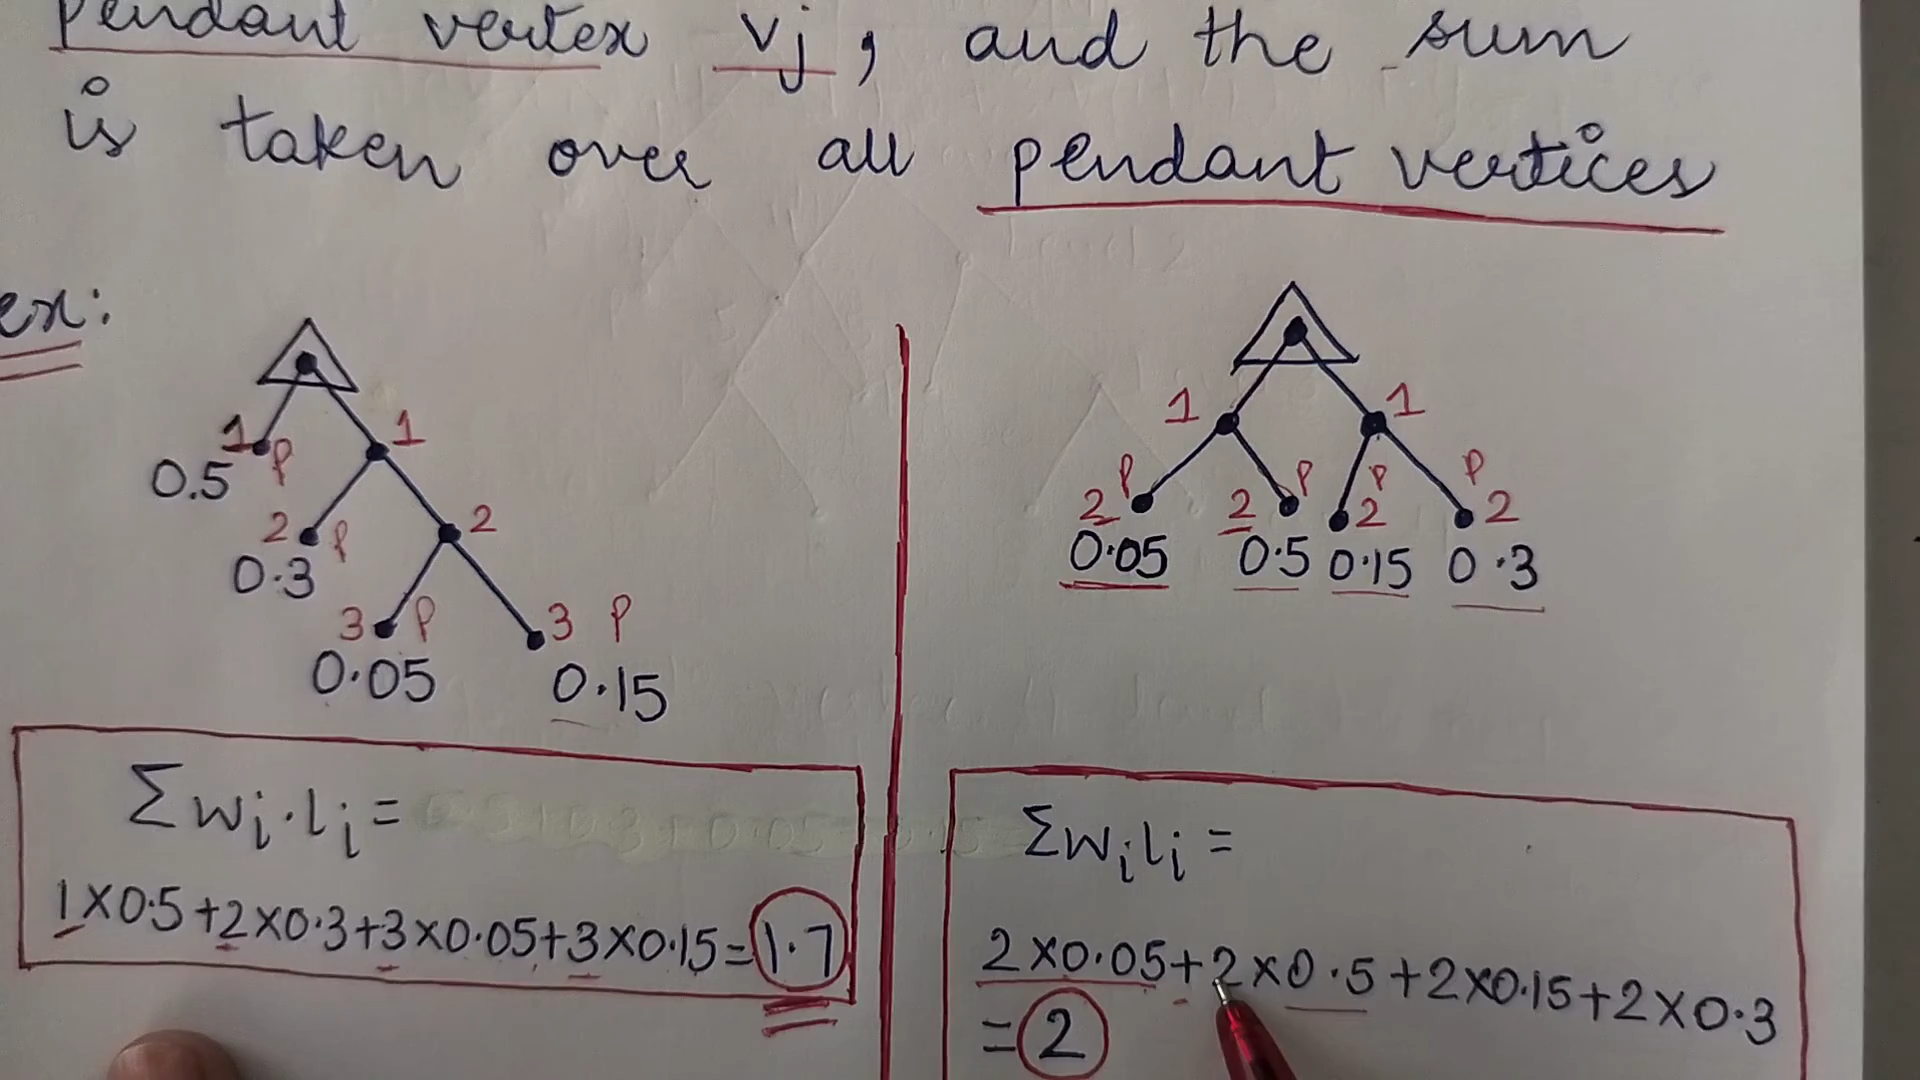 pendant vertex vj, and the sum
is taken over all pendant vertices
ex:
1 P 1
0.5
2 P 2
0.3
3 P 3 P
0.05 0.15
Σwi.li =
1×0.5+2×0.3+3×0.05+3×0.15=1.7
1 1
P P P P
2 2 2 2
0.05 0.5 0.15 0.3
Σwili =
2×0.05+2×0.5+2×0.15+2×0.3
=2